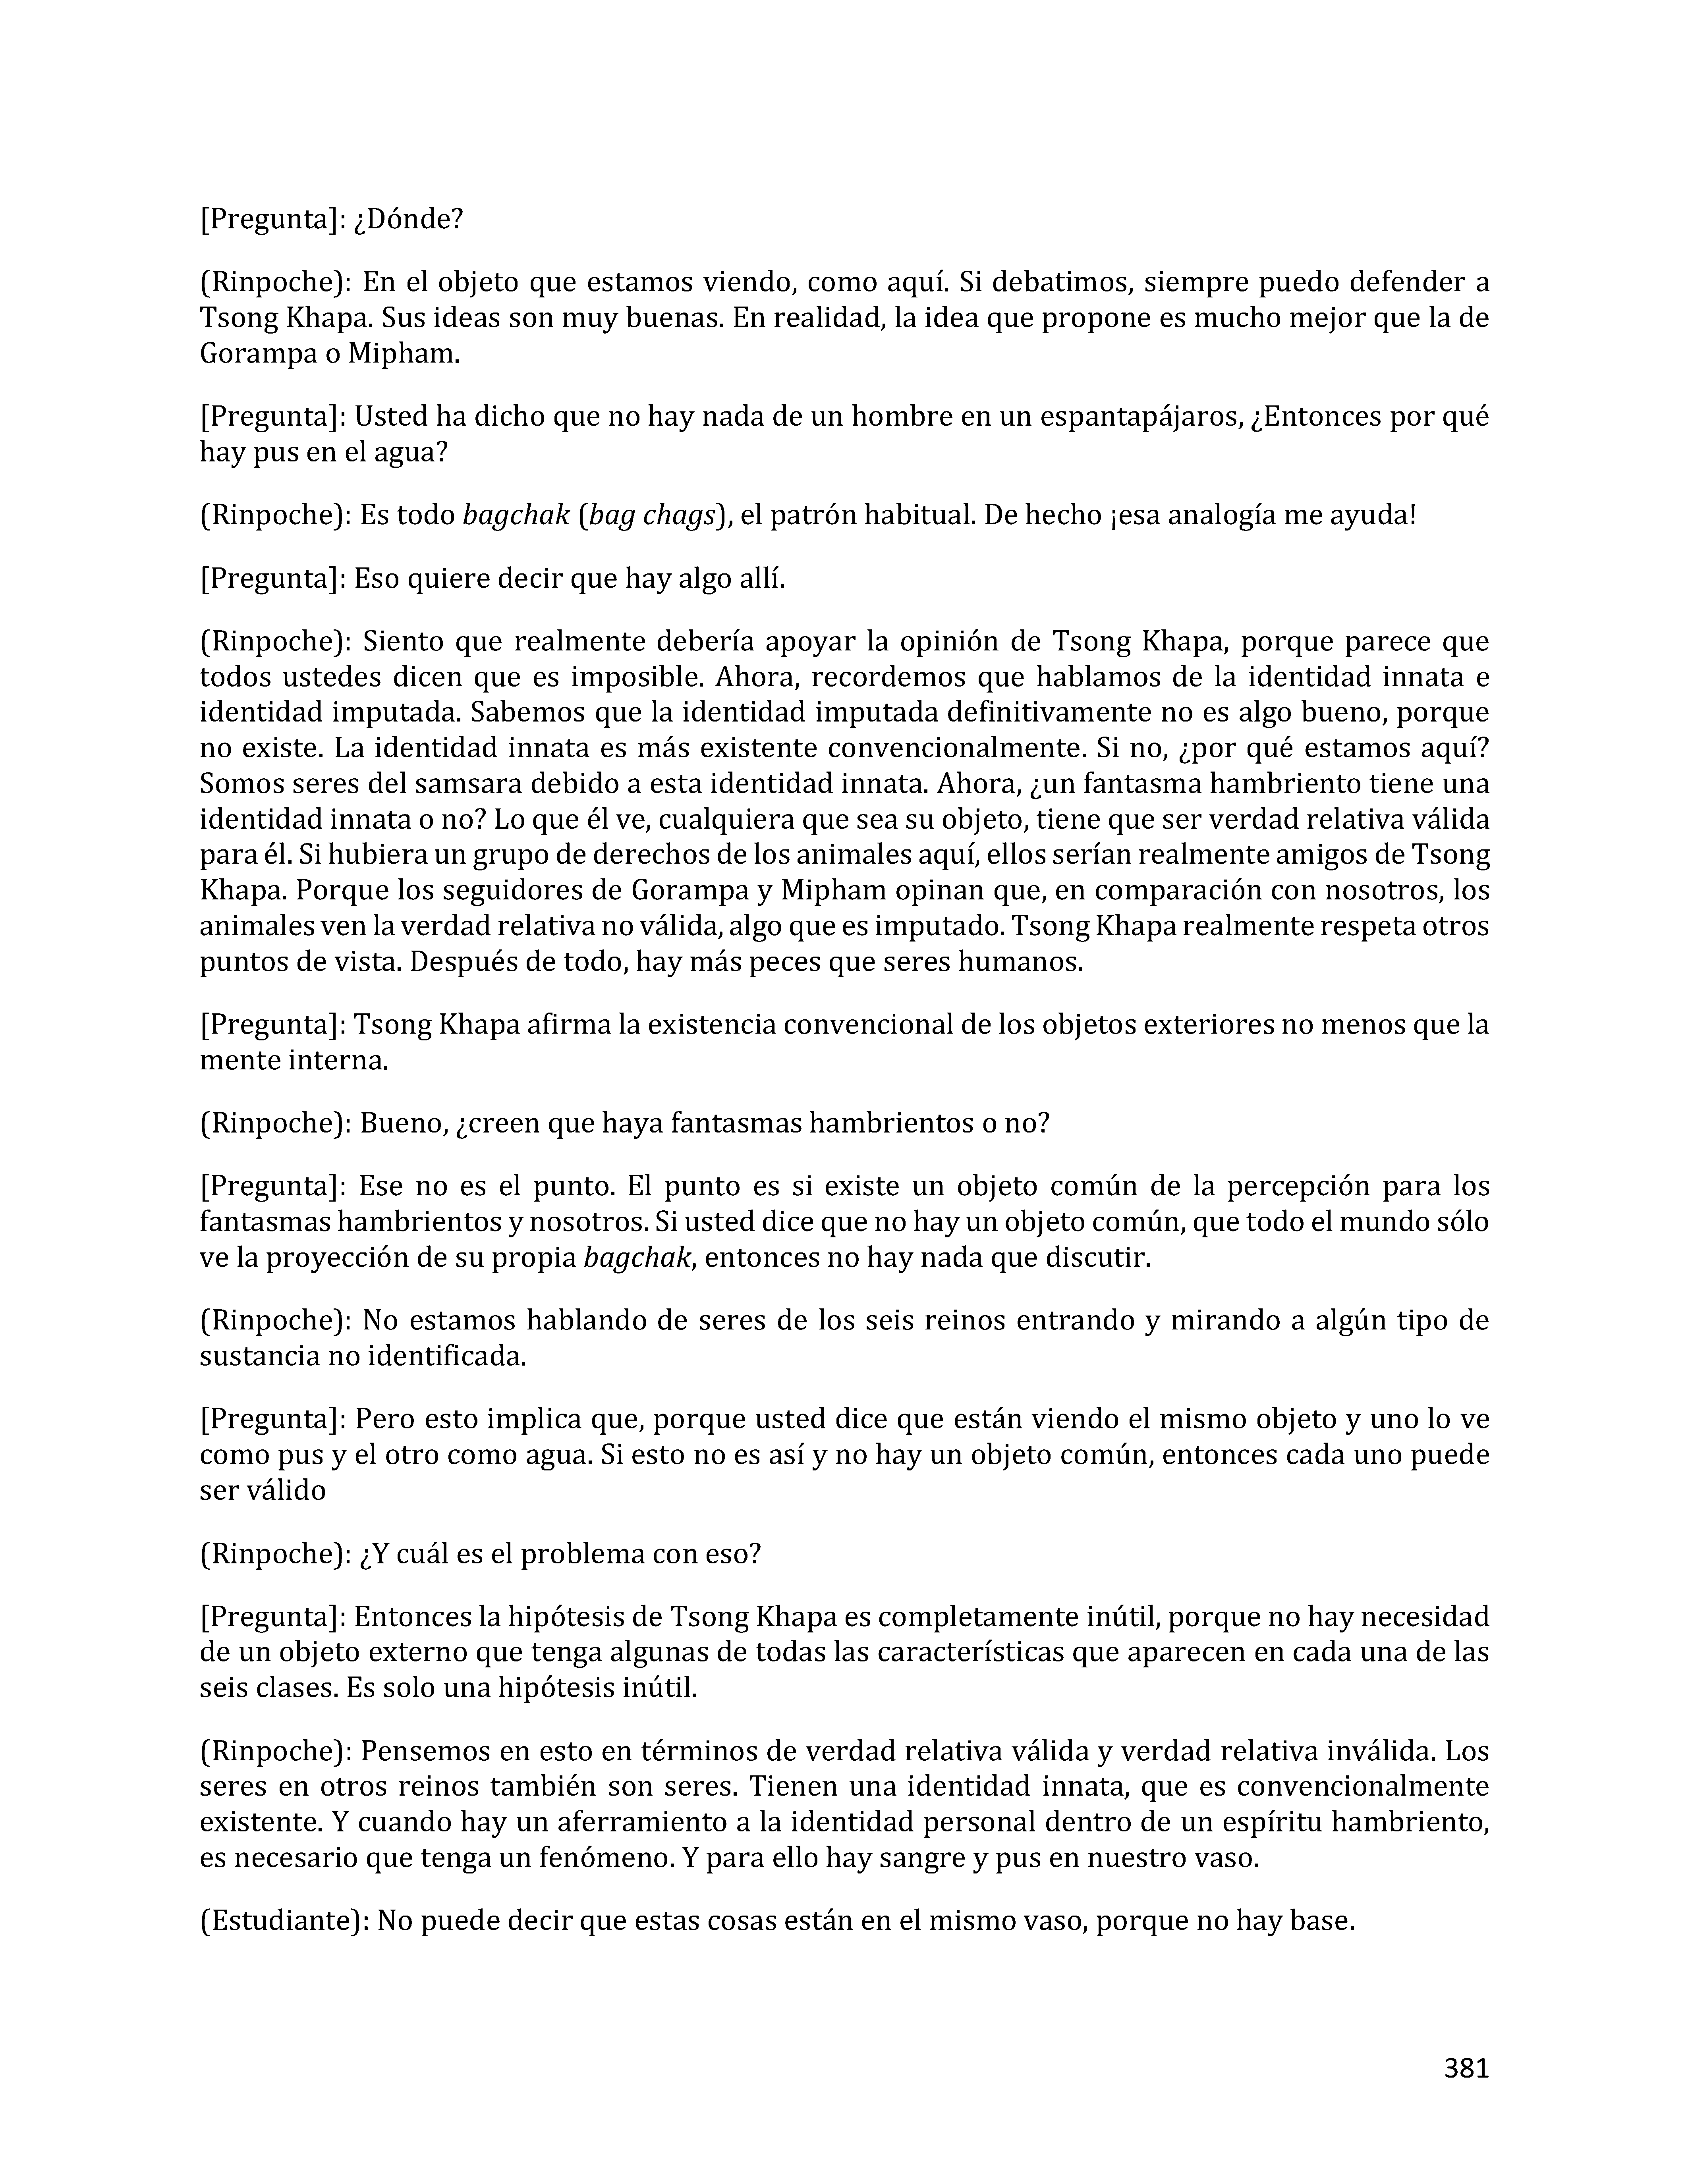 [Pregunta]: ¿Dónde?
(Rinpoche): En el objeto que estamos viendo, como aquí. Si debatimos, siempre puedo defender a
Tsong Khapa. Sus ideas son muy buenas. En realidad, la idea que propone es mucho mejor que la de
Gorampa o Mipham.
[Pregunta]: Usted ha dicho que no hay nada de un hombre en un espantapájaros, ¿Entonces por qué
hay pus en el agua?
(Rinpoche): Es todo bagchak (bag chags), el patrón habitual. De hecho ¡esa analogía me ayuda!
[Pregunta]: Eso quiere decir que hay algo allí.
(Rinpoche): Siento que realmente debería apoyar la opinión de Tsong Khapa, porque parece que
todos ustedes dicen que es imposible. Ahora, recordemos que hablamos de la identidad innata e
identidad imputada. Sabemos que la identidad imputada definitivamente no es algo bueno, porque
no existe. La identidad innata es más existente convencionalmente. Si no, ¿por qué estamos aquí?
Somos seres del samsara debido a esta identidad innata. Ahora, ¿un fantasma hambriento tiene una
identidad innata o no? Lo que él ve, cualquiera que sea su objeto, tiene que ser verdad relativa válida
para él. Si hubiera un grupo de derechos de los animales aquí, ellos serían realmente amigos de Tsong
Khapa. Porque los seguidores de Gorampa y Mipham opinan que, en comparación con nosotros, los
animales ven la verdad relativa no válida, algo que es imputado. Tsong Khapa realmente respeta otros
puntos de vista. Después de todo, hay más peces que seres humanos.
[Pregunta]: Tsong Khapa afirma la existencia convencional de los objetos exteriores no menos que la
mente interna.
(Rinpoche): Bueno, ¿creen que haya fantasmas hambrientos o no?
[Pregunta]: Ese no es el punto. El punto es si existe un objeto común de la percepción para los
fantasmas hambrientos y nosotros. Si usted dice que no hay un objeto común, que todo el mundo sólo
ve la proyección de su propia bagchak, entonces no hay nada que discutir.
(Rinpoche): No estamos hablando de seres de los seis reinos entrando y mirando a algún tipo de
sustancia no identificada.
[Pregunta]: Pero esto implica que, porque usted dice que están viendo el mismo objeto y uno lo ve
como pus y el otro como agua. Si esto no es así y no hay un objeto común, entonces cada uno puede
ser válido
(Rinpoche): ¿Y cuál es el problema con eso?
[Pregunta]: Entonces la hipótesis de Tsong Khapa es completamente inútil, porque no hay necesidad
de un objeto externo que tenga algunas de todas las características que aparecen en cada una de las
seis clases. Es solo una hipótesis inútil.
(Rinpoche): Pensemos en esto en términos de verdad relativa válida y verdad relativa inválida. Los
seres en otros reinos también son seres. Tienen una identidad innata, que es convencionalmente
existente. Y cuando hay un aferramiento a la identidad personal dentro de un espíritu hambriento,
es necesario que tenga un fenómeno. Y para ello hay sangre y pus en nuestro vaso.
(Estudiante): No puede decir que estas cosas están en el mismo vaso, porque no hay base.
381